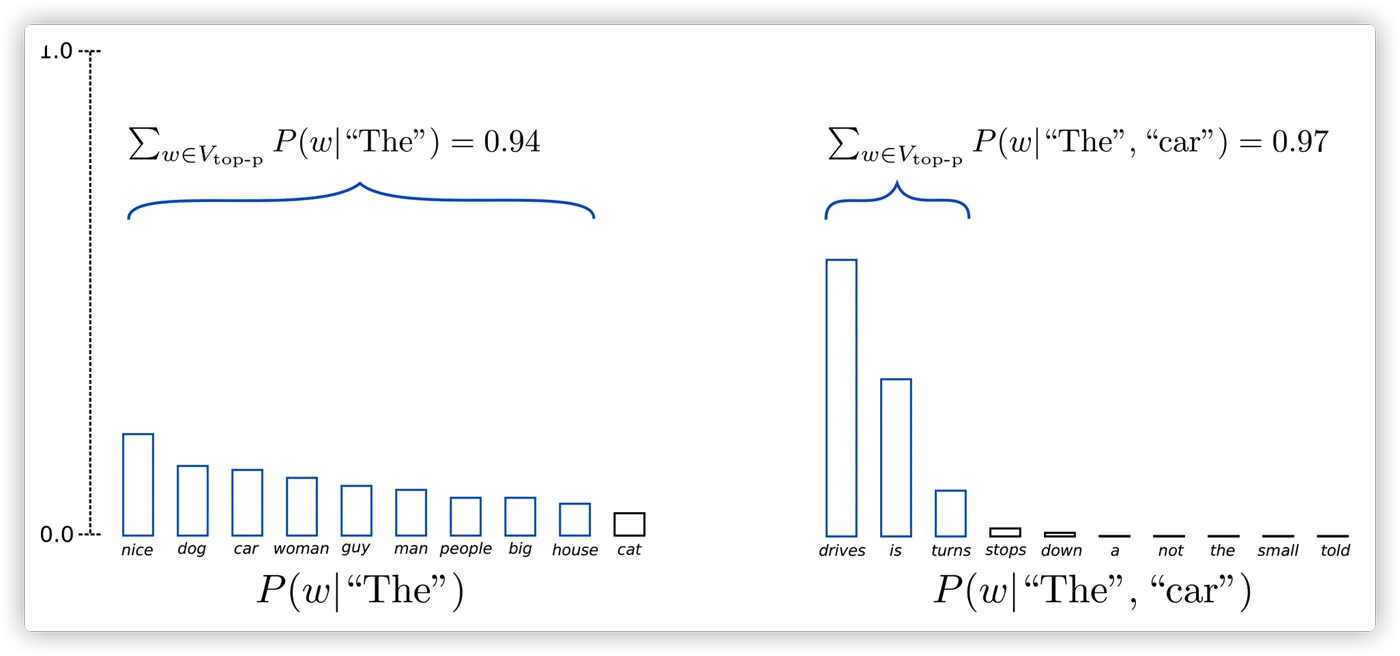 1.0
∑w∈Vtop-p P(w|“The”) = 0.94
∑w∈Vtop-p P(w|“The”, “car”) = 0.97
0.0
nice dog car woman guy man people big house cat
drives is turns stops down a not the small told
P(w|“The”)
P(w|“The”, “car”)